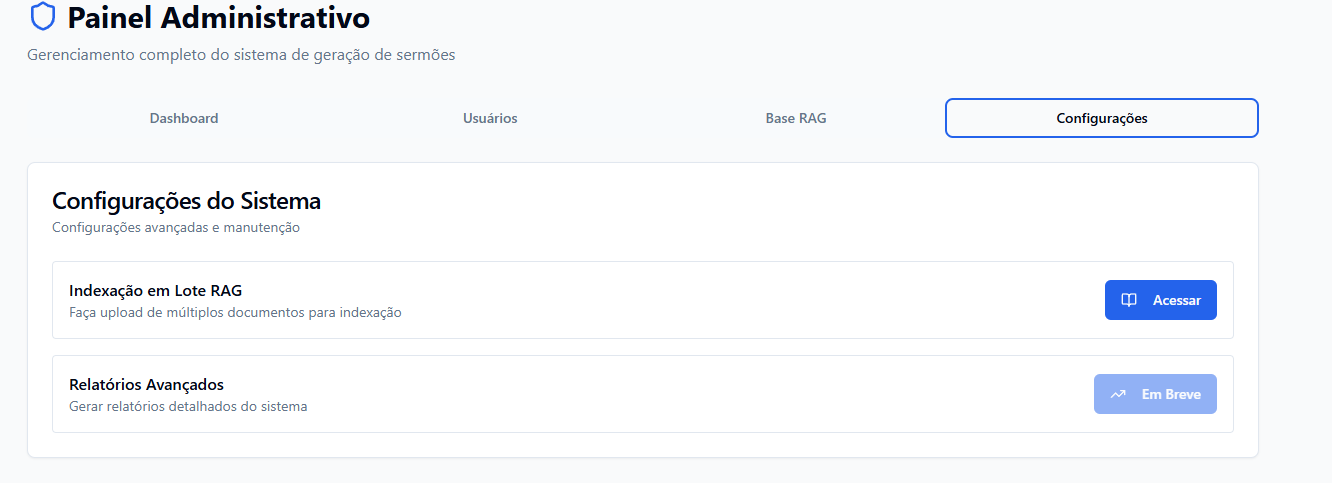 Painel Administrativo
Gerenciamento completo do sistema de geração de sermões
Dashboard
Usuários
Base RAG
Configurações
Configurações do Sistema
Configurações avançadas e manutenção
Indexação em Lote RAG
Faça upload de múltiplos documentos para indexação
Acessar
Relatórios Avançados
Gerar relatórios detalhados do sistema
Em Breve